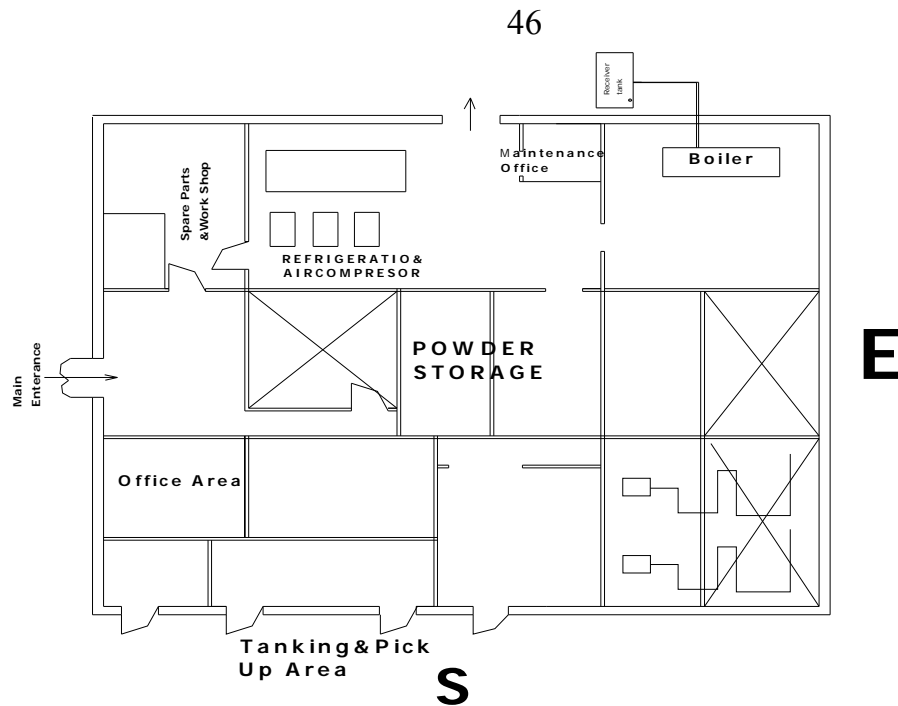 46
Receiver
tank
Maintenance
Office
Boiler
Spare Parts
&Work Shop
REFRIGERATIO&
AIRCOMPRESOR
POWDER
STORAGE
E
Main
Enterance
Office Area
Tanking&Pick
Up Area
S